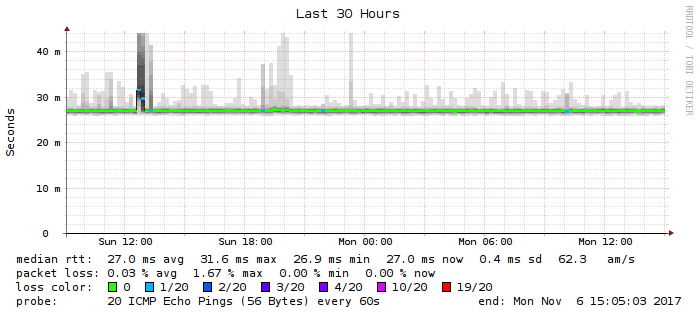 Last 30 Hours
RRDTOOL / TOBI OETIKER
Seconds
40 m
30 m
20 m
10 m
0
Sun 12:00 Sun 18:00 Mon 00:00 Mon 06:00 Mon 12:00
median rtt: 27.0 ms avg 31.6 ms max 26.9 ms min 27.0 ms now 0.4 ms sd 62.3 am/s
packet loss: 0.03 % avg 1.67 % max 0.00 % min 0.00 % now
loss color: 0 1/20 2/20 3/20 4/20 10/20 19/20
probe: 20 ICMP Echo Pings (56 Bytes) every 60s end: Mon Nov 6 15:05:03 2017